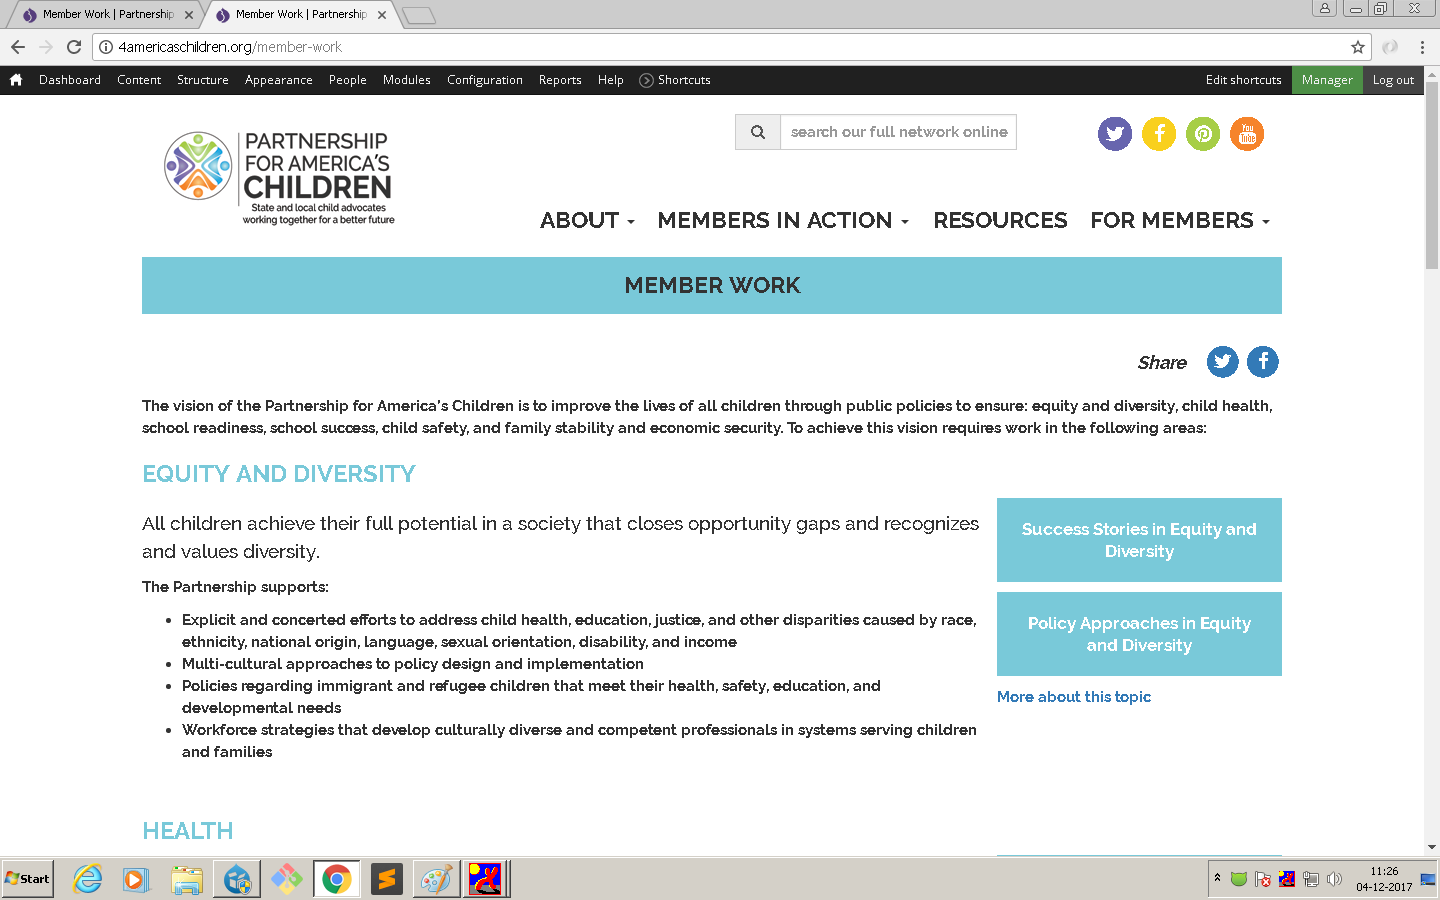 Member Work | Partnership
Member Work | Partnership
4americaschildren.org/member-work
Dashboard Content Structure Appearance People Modules Configuration Reports Help Shortcuts Edit shortcuts Manager Log out
PARTNERSHIP
FOR AMERICA'S
CHILDREN
State and local child advocates
working together for a better future
search our full network online
You
Tube
ABOUT MEMBERS IN ACTION RESOURCES FOR MEMBERS
MEMBER WORK
Share
The vision of the Partnership for America's Children is to improve the lives of all children through public policies to ensure: equity and diversity, child health,
school readiness, school success, child safety, and family stability and economic security. To achieve this vision requires work in the following areas:
EQUITY AND DIVERSITY
All children achieve their full potential in a society that closes opportunity gaps and recognizes
and values diversity.
The Partnership supports:
• Explicit and concerted efforts to address child health, education, justice, and other disparities caused by race,
ethnicity, national origin, language, sexual orientation, disability, and income
• Multi-cultural approaches to policy design and implementation
• Policies regarding immigrant and refugee children that meet their health, safety, education, and
developmental needs
• Workforce strategies that develop culturally diverse and competent professionals in systems serving children
and families
Success Stories in Equity and
Diversity
Policy Approaches in Equity
and Diversity
More about this topic
HEALTH
Start
11:26
04-12-2017